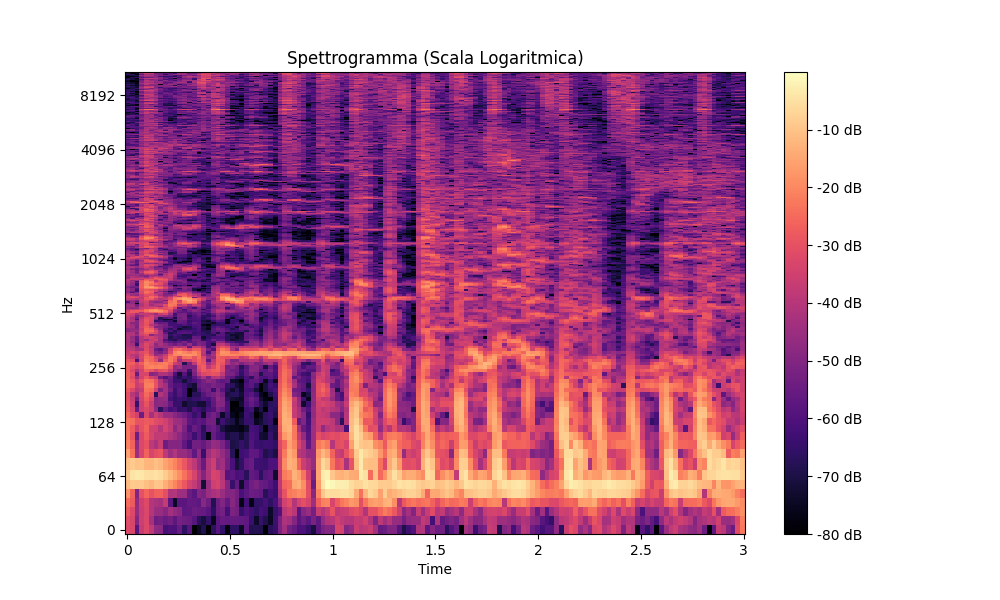 Spettrogramma (Scala Logaritmica)
8192
4096
2048
1024
512
256
128
64
0
Hz
0
0.5
1
1.5
2
2.5
3
Time
-10 dB
-20 dB
-30 dB
-40 dB
-50 dB
-60 dB
-70 dB
-80 dB